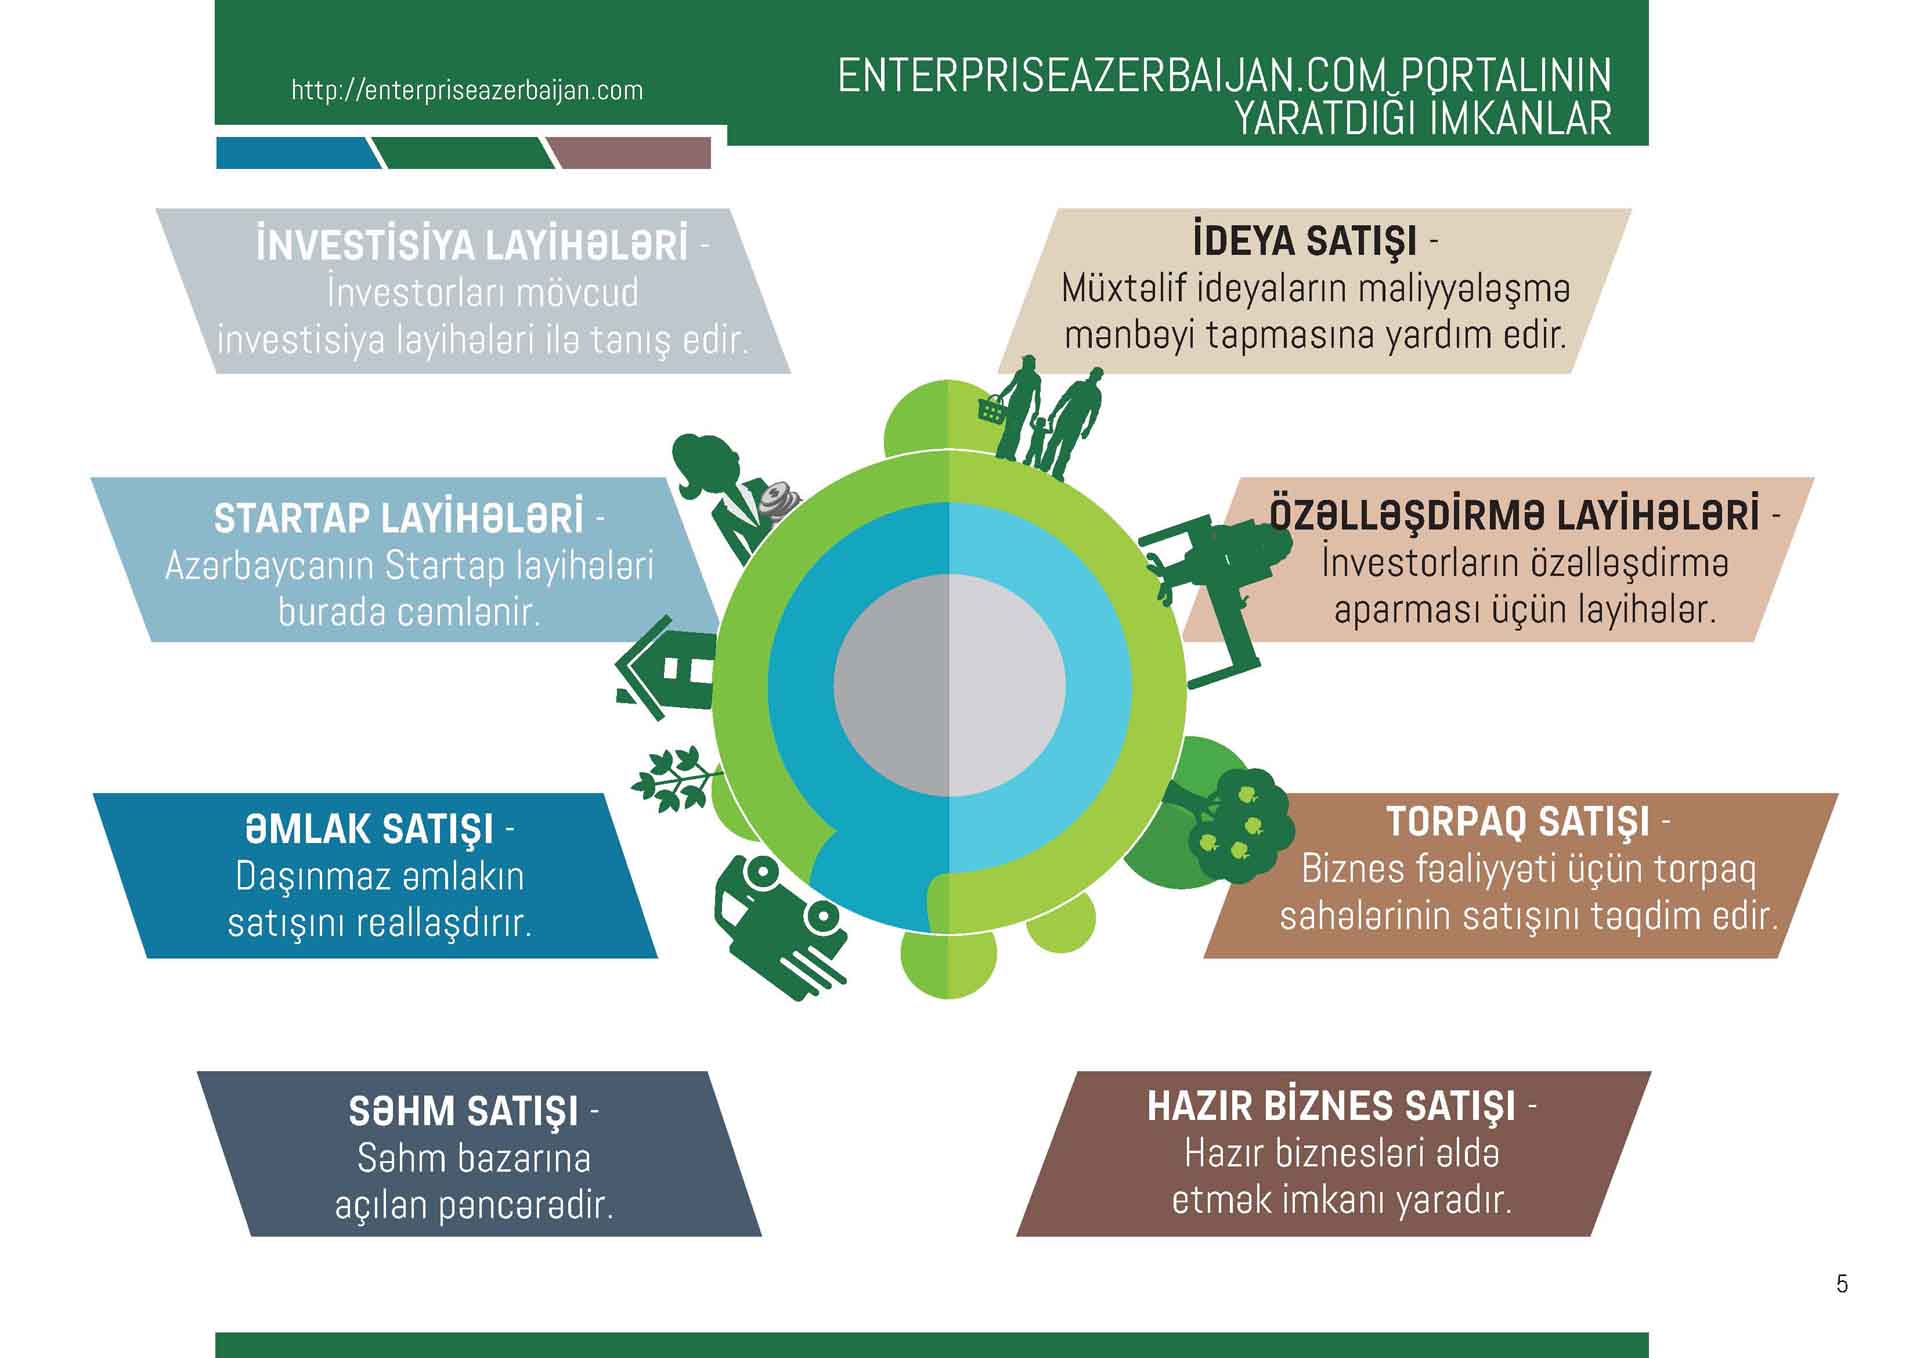 http://enterpriseazerbaijan.com
ENTERPRISEAZERBAIJAN.COM PORTALININ
YARATDIĞI İMKANLAR
İNVESTİSİYA LAYİHƏLƏRİ -
İnvestorları mövcud
investisiya layihələri ilə tanış edir.
İDEYA SATIŞI -
Müxtəlif ideyaların maliyyələşmə
mənbəyi tapmasına yardım edir.
STARTAP LAYİHƏLƏRİ -
Azərbaycanın Startap layihələri
burada cəmlənir.
ÖZƏLLƏŞDİRMƏ LAYİHƏLƏRİ -
İnvestorların özəlləşdirmə
aparması üçün layihələr.
ƏMLAK SATIŞI -
Daşınmaz əmlakın
satışını reallaşdırır.
TORPAQ SATIŞI -
Biznes fəaliyyəti üçün torpaq
sahələrinin satışını təqdim edir.
SƏHM SATIŞI -
Səhm bazarına
açılan pəncərədir.
HAZIR BİZNES SATIŞI -
Hazır biznesləri əldə
etmək imkanı yaradır.
5